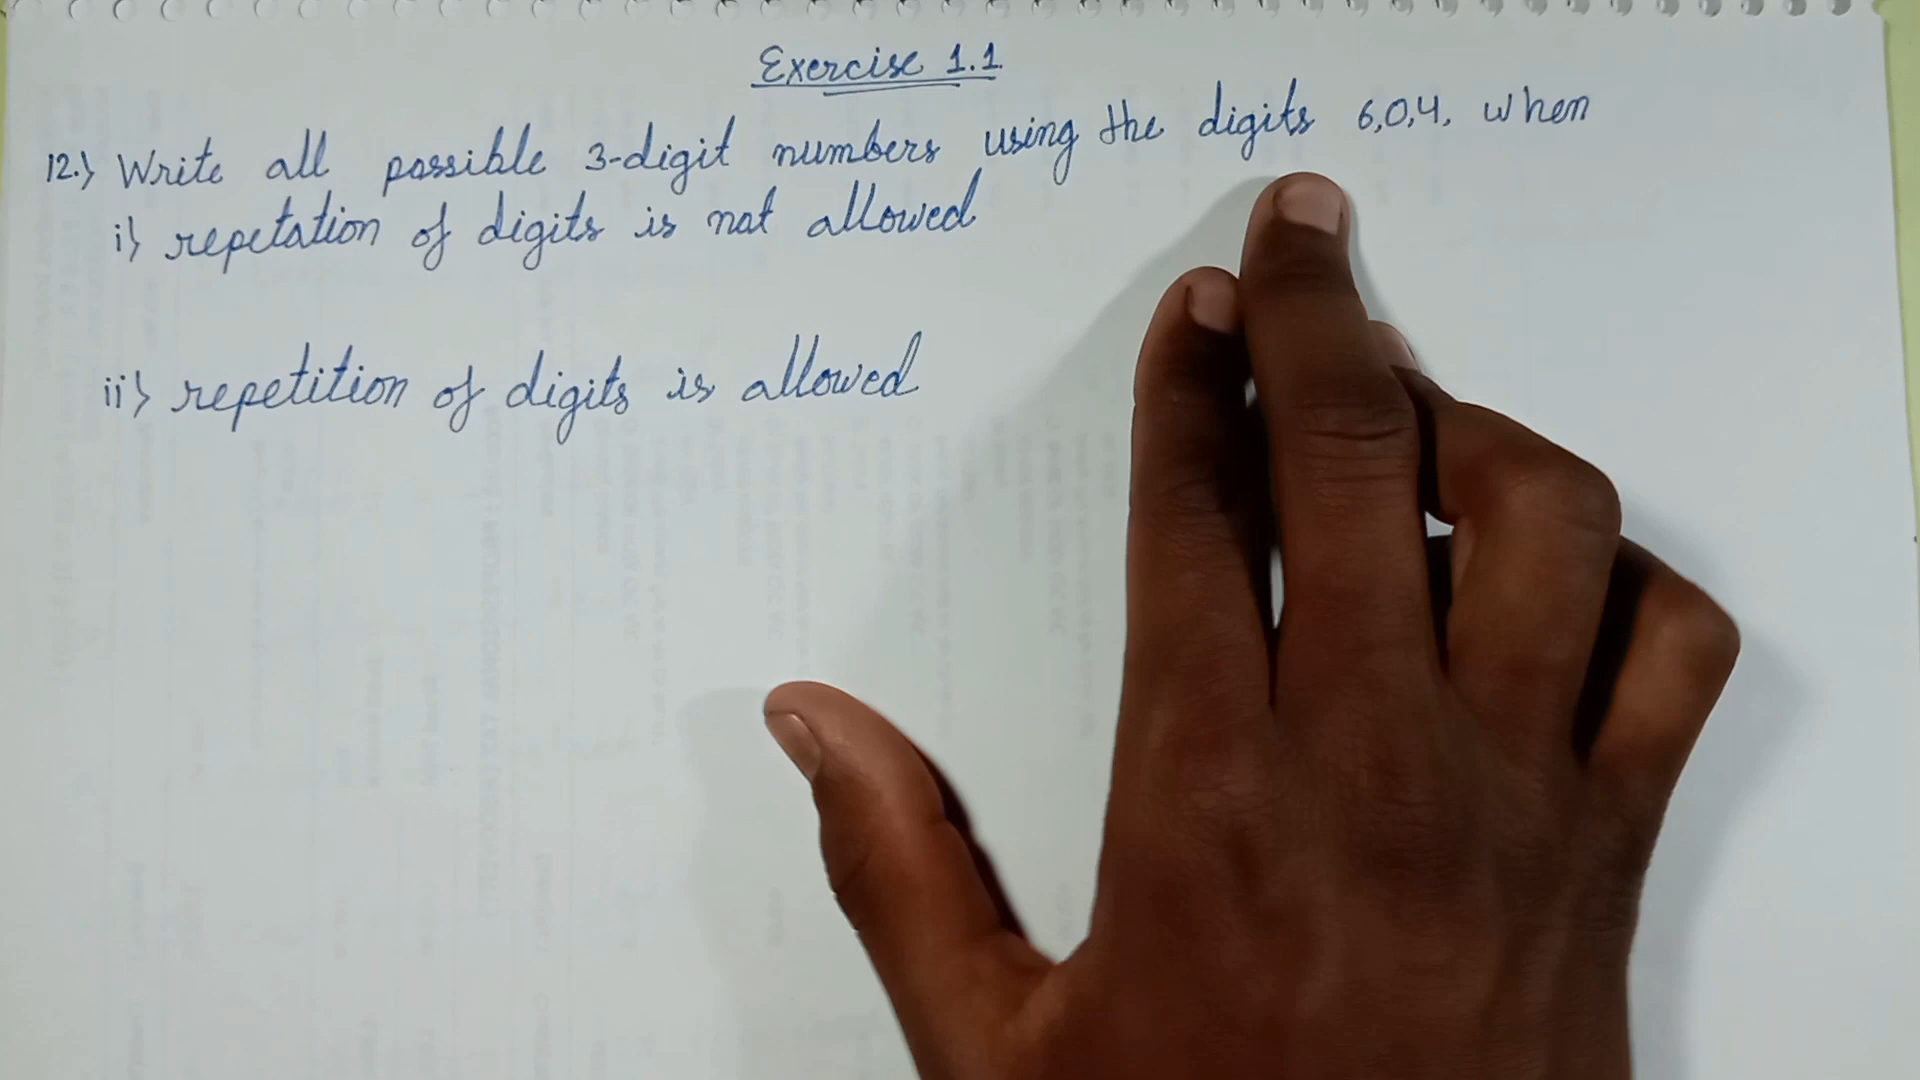 Exercise 1.1
12.) Write all possible 3-digit numbers using the digits 6,0,4, when
i) repetation of digits is not allowed
ii) repetition of digits is allowed